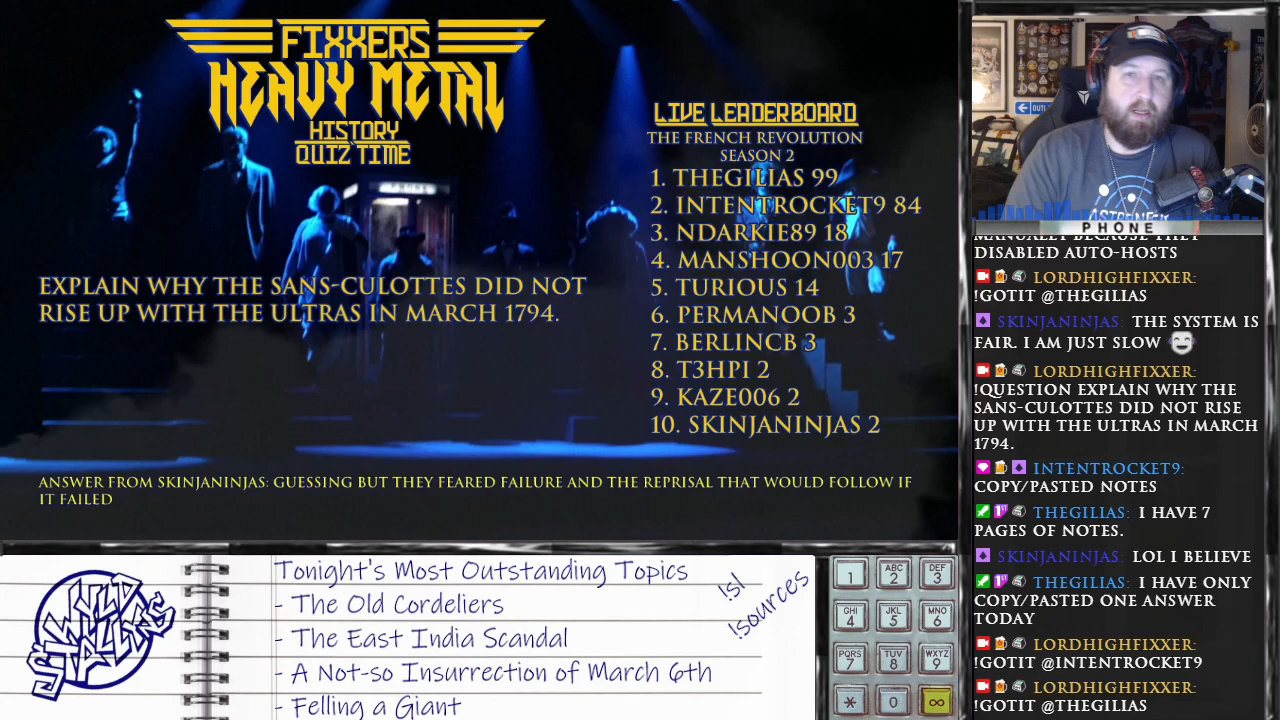 FIXXERS
HEAVY METAL
HISTORY
QUIZ TIME
EXPLAIN WHY THE SANS-CULOTTES DID NOT
RISE UP WITH THE ULTRAS IN MARCH 1794.
LIVE LEADERBOARD
THE FRENCH REVOLUTION
SEASON 2
1. THEGILIAS 99
2. INTENTROCKET9 84
3. NDARKIE89 18
4. MANSHOON003 17
5. TURIOUS 14
6. PERMANOOB 3
7. BERLINCB 3
8. T3HPI 2
9. KAZE006 2
10. SKINJANINJAS 2
ANSWER FROM SKINJANINJAS: GUESSING BUT THEY FEARED FAILURE AND THE REPRISAL THAT WOULD FOLLOW IF
IT FAILED
PHONE
PHONE
MANUALLY BECAUSE THEY
DISABLED AUTO-HOSTS
LORDHIGHFIXXER:
!GOTIT @THEGILIAS
SKINJANINJAS: THE SYSTEM IS
FAIR. I AM JUST SLOW
LORDHIGHFIXXER:
!QUESTION EXPLAIN WHY THE
SANS-CULOTTES DID NOT RISE
UP WITH THE ULTRAS IN MARCH
1794.
INTENTROCKET9:
COPY/PASTED NOTES
THEGILIAS: I HAVE 7
PAGES OF NOTES.
SKINJANINJAS: LOL I BELIEVE
THEGILIAS: I HAVE ONLY
COPY/PASTED ONE ANSWER
TODAY
LORDHIGHFIXXER:
!GOTIT @INTENTROCKET9
LORDHIGHFIXXER:
!GOTIT @THEGILIAS
WYLD
STALLYNS
Tonight's Most Outstanding Topics
- The Old Cordeliers
- The East India Scandal
- A Not-so Insurrection of March 6th
- Felling a Giant
!sl
!sources
1
ABC 2
DEF 3
GHI 4
JKL 5
MNO 6
PQRS 7
TUV 8
WXYZ 9
* 0 ∞